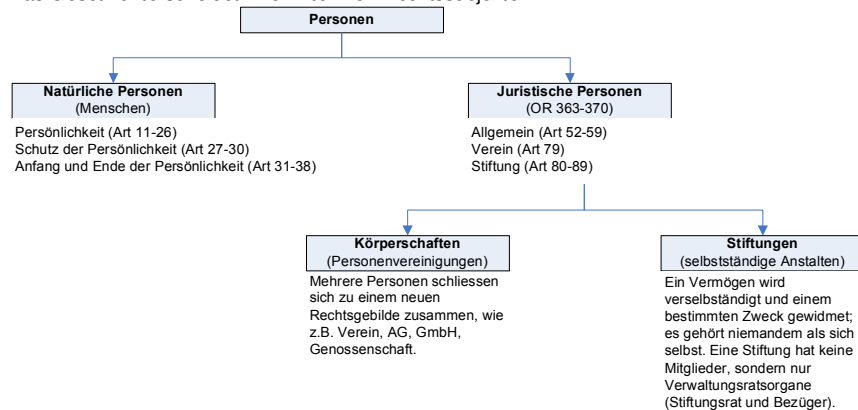 Personen
Natürliche Personen
(Menschen)
Persönlichkeit (Art 11-26)
Schutz der Persönlichkeit (Art 27-30)
Anfang und Ende der Persönlichkeit (Art 31-38)
Juristische Personen
(OR 363-370)
Allgemein (Art 52-59)
Verein (Art 79)
Stiftung (Art 80-89)
Körperschaften
(Personenvereinigungen)
Mehrere Personen schliessen
sich zu einem neuen
Rechtsgebilde zusammen, wie
z.B. Verein, AG, GmbH,
Genossenschaft.
Stiftungen
(selbstständige Anstalten)
Ein Vermögen wird
verselbständigt und einem
bestimmten Zweck gewidmet;
es gehört niemandem als sich
selbst. Eine Stiftung hat keine
Mitglieder, sondern nur
Verwaltungsratsorgane
(Stiftungsrat und Bezüger).